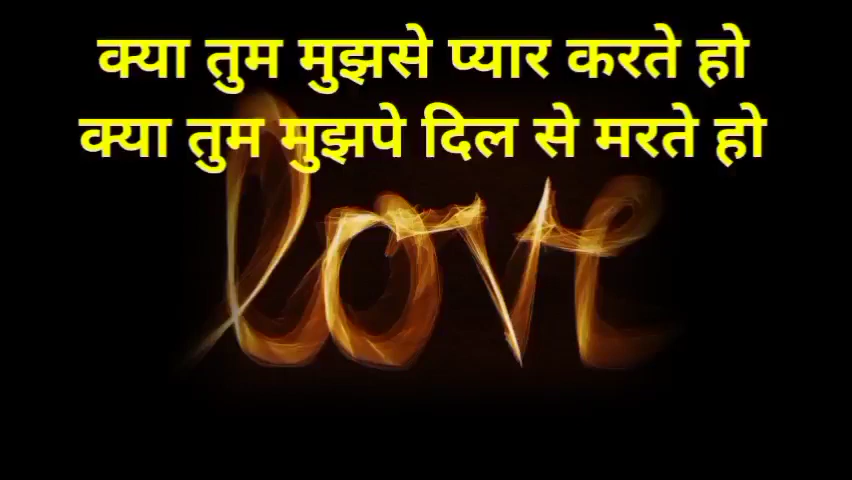 क्या तुम मुझसे प्यार करते हो
क्या तुम मुझपे दिल से मरते हो
love